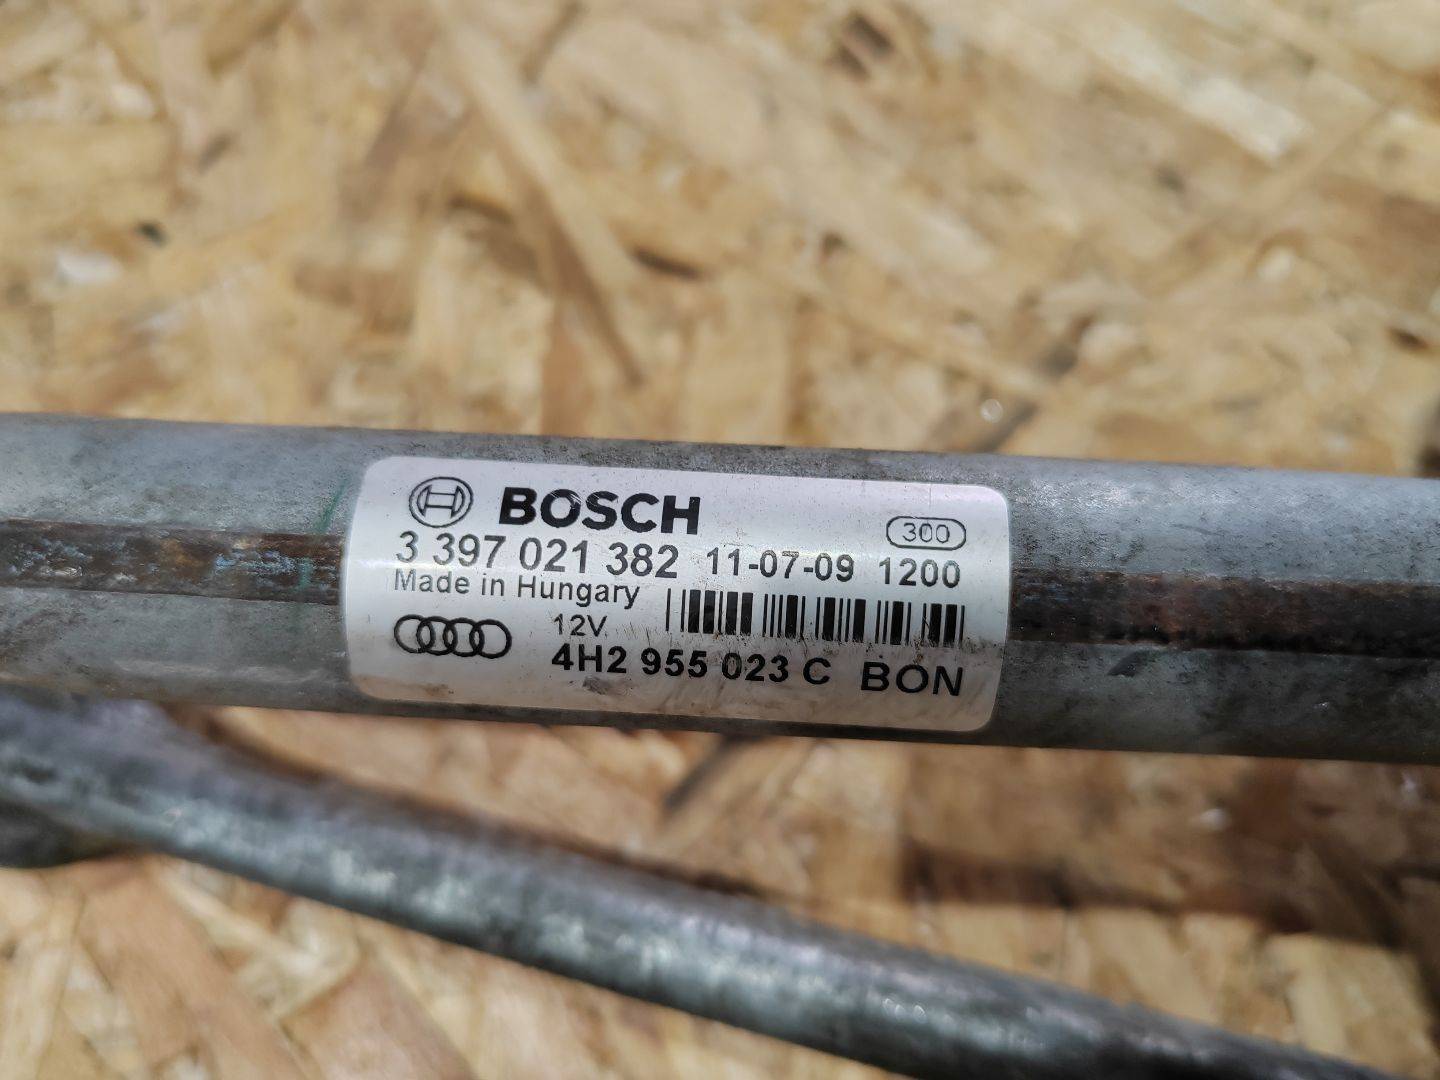 BOSCH
300
3 397 021 382 11-07-09 1200
Made in Hungary
12V
4H2 955 023 C BON